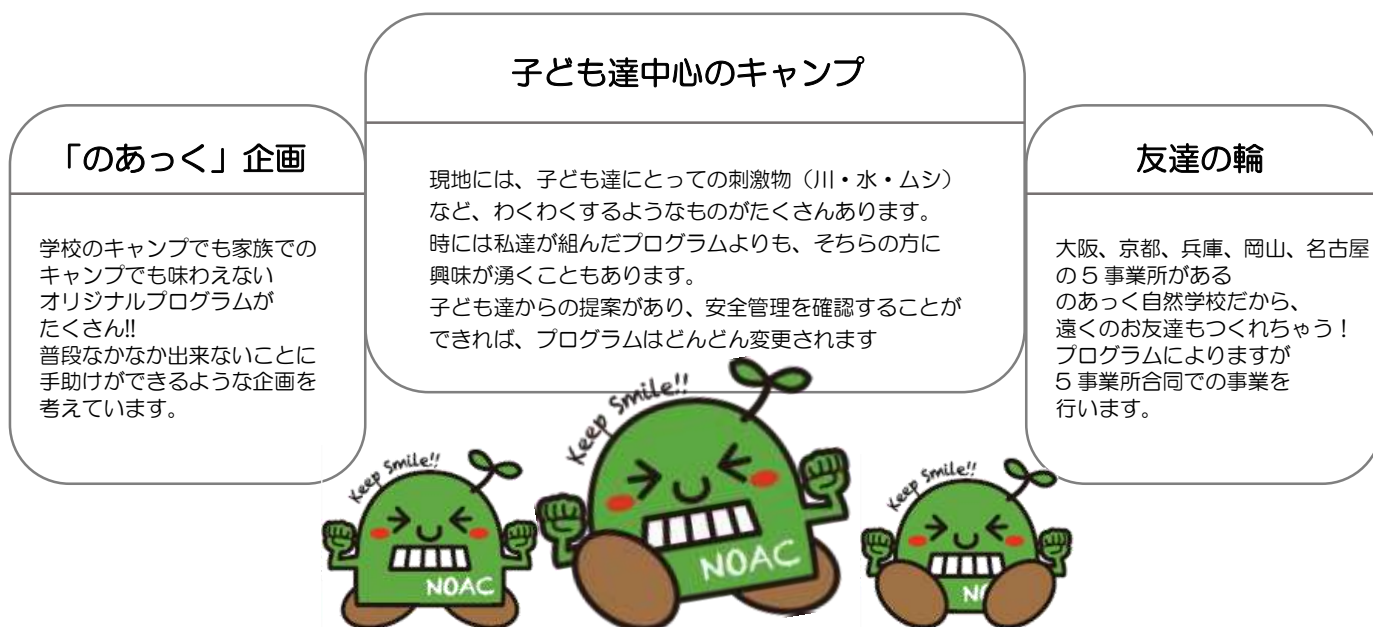 子ども達中心のキャンプ
現地には、子ども達にとっての刺激物（川・水・ムシ）
など、わくわくするようなものがたくさんあります。
時には私達が組んだプログラムよりも、そちらの方に
興味が湧くこともあります。
子ども達からの提案があり、安全管理を確認することが
できれば、プログラムはどんどん変更されます
「のあっく」企画
学校のキャンプでも家族での
キャンプでも味わえない
オリジナルプログラムが
たくさん!!
普段なかなか出来ないことに
手助けができるような企画を
考えています。
友達の輪
大阪、京都、兵庫、岡山、名古屋
の５事業所がある
のあっく自然学校だから、
遠くのお友達もつくれちゃう！
プログラムによりますが
５事業所合同での事業を
行います。
Keep Smile!!
NOAC
Keep Smile!!
NOAC
Keep Smile!!
NO